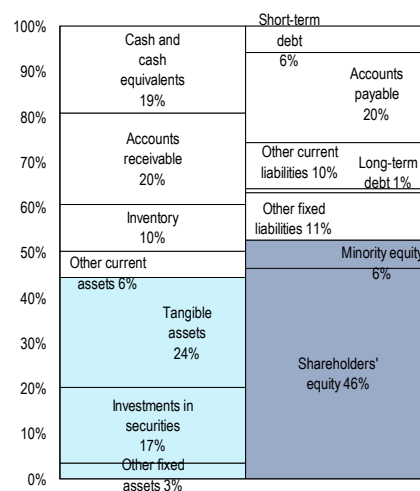 100%
90%
80%
70%
60%
50%
40%
30%
20%
10%
0%
Cash and
cash
equivalents
19%
Accounts
receivable
20%
Inventory
10%
Other current
assets 6%
Tangible
assets
24%
Investments in
securities
17%
Other fixed
assets 3%
Short-term
debt
6%
Accounts
payable
20%
Other current
liabilities 10%
Long-term
debt 1%
Other fixed
liabilities 11%
Minority equity
6%
Shareholders'
equity 46%